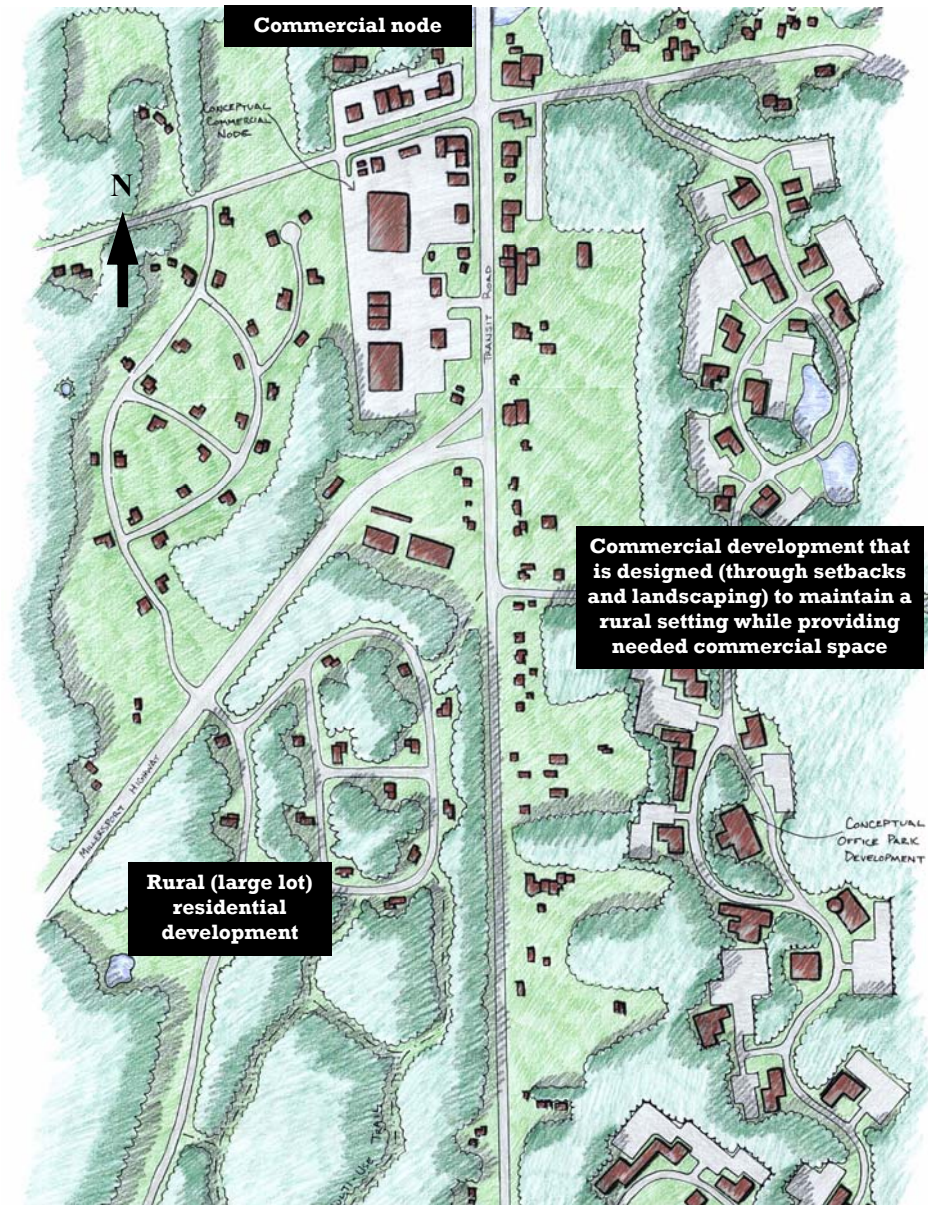 Commercial node
CONCEPTUAL
COMMERCIAL
NODE
N
TRANSIT ROAD
Commercial development that
is designed (through setbacks
and landscaping) to maintain a
rural setting while providing
needed commercial space
MILLERSPORT HIGHWAY
CONCEPTUAL
OFFICE PARK
DEVELOPMENT
Rural (large lot)
residential
development
USE TRAIL